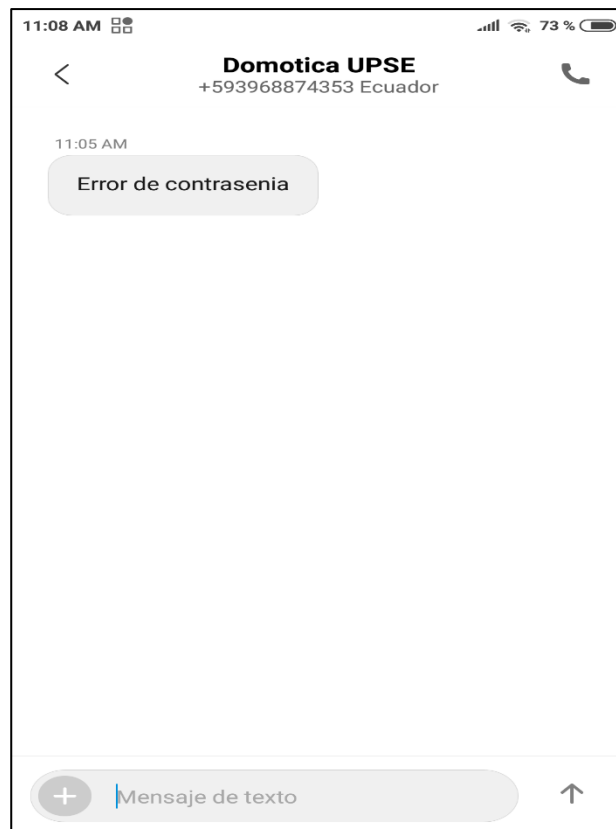 11:08 AM 73 %
Domotica UPSE
+593968874353 Ecuador
11:05 AM
Error de contrasenia
Mensaje de texto